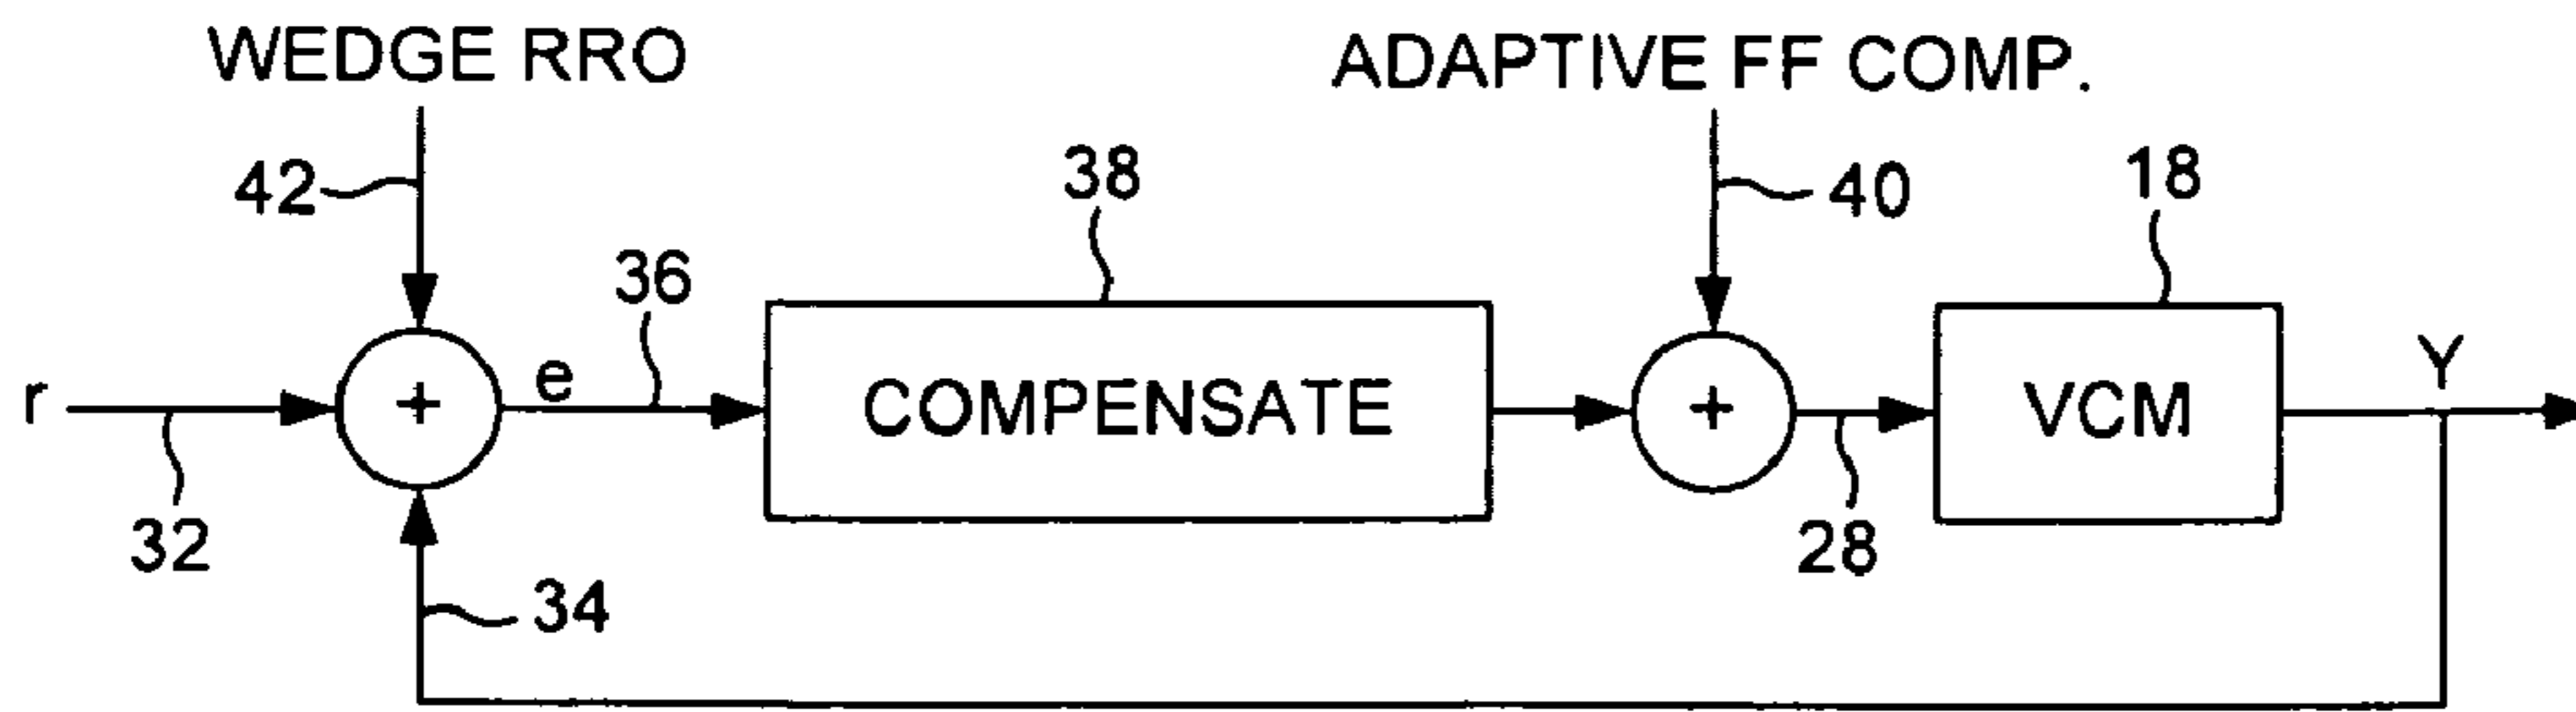 WEDGE RRO
ADAPTIVE FF COMP.
42
38
40
18
36
r
+
e
COMPENSATE
+
VCM
Y
32
28
34